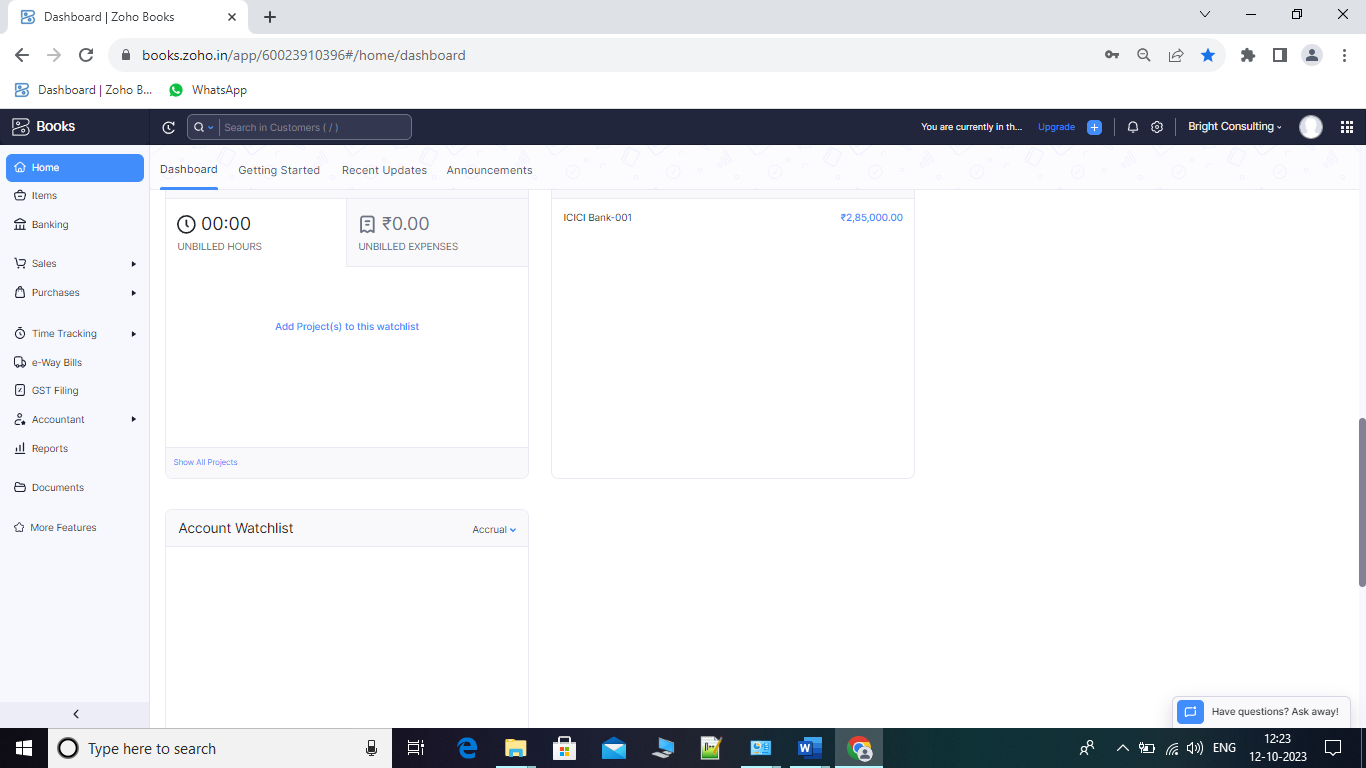 Dashboard | Zoho Books
books.zoho.in/app/60023910396#/home/dashboard
Dashboard | Zoho B...
WhatsApp
Books
Search in Customers ( / )
You are currently in th...
Upgrade
Bright Consulting
Home
Items
Banking
Sales
Purchases
Time Tracking
e-Way Bills
GST Filing
Accountant
Reports
Documents
More Features
Dashboard
Getting Started
Recent Updates
Announcements
00:00
UNBILLED HOURS
₹0.00
UNBILLED EXPENSES
Add Project(s) to this watchlist
Show All Projects
ICICI Bank-001
₹2,85,000.00
Account Watchlist
Accrual
Have questions? Ask away!
Type here to search
ENG
12:23
12-10-2023